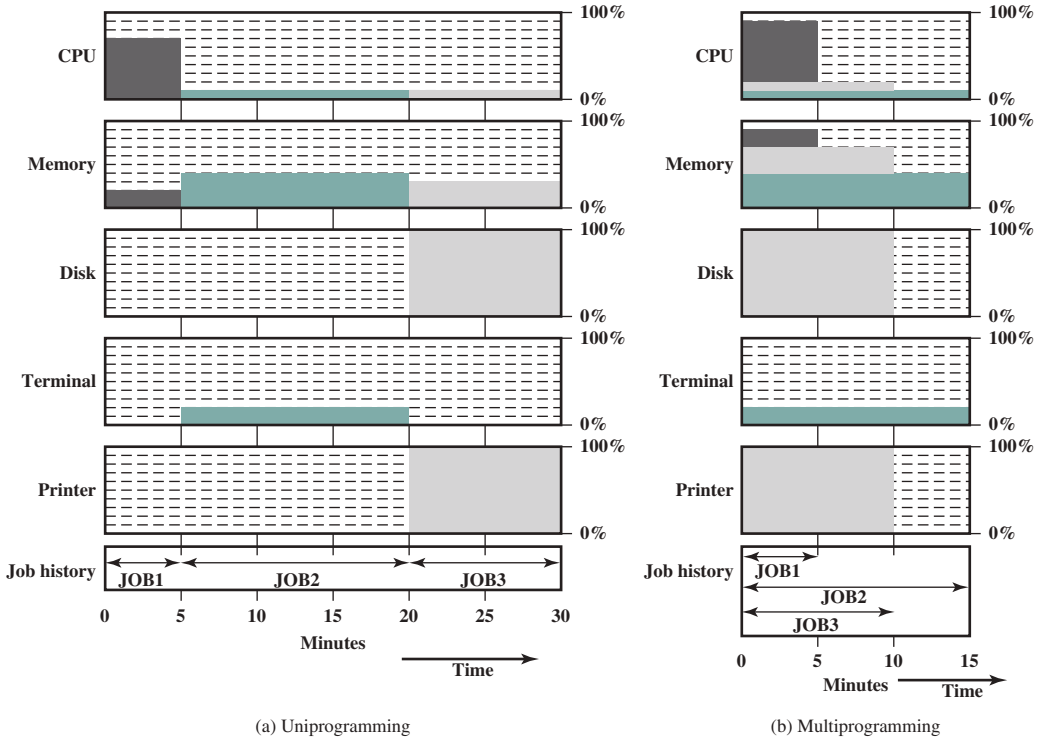 100%
CPU
0%
100%
Memory
0%
100%
Disk
0%
100%
Terminal
0%
100%
Printer
0%
Job history
JOB1 JOB2 JOB3
0 5 10 15 20 25 30
Minutes
Time
(a) Uniprogramming
100%
CPU
0%
100%
Memory
0%
100%
Disk
0%
100%
Terminal
0%
100%
Printer
0%
Job history
JOB1
JOB2
JOB3
0 5 10 15
Minutes
Time
(b) Multiprogramming